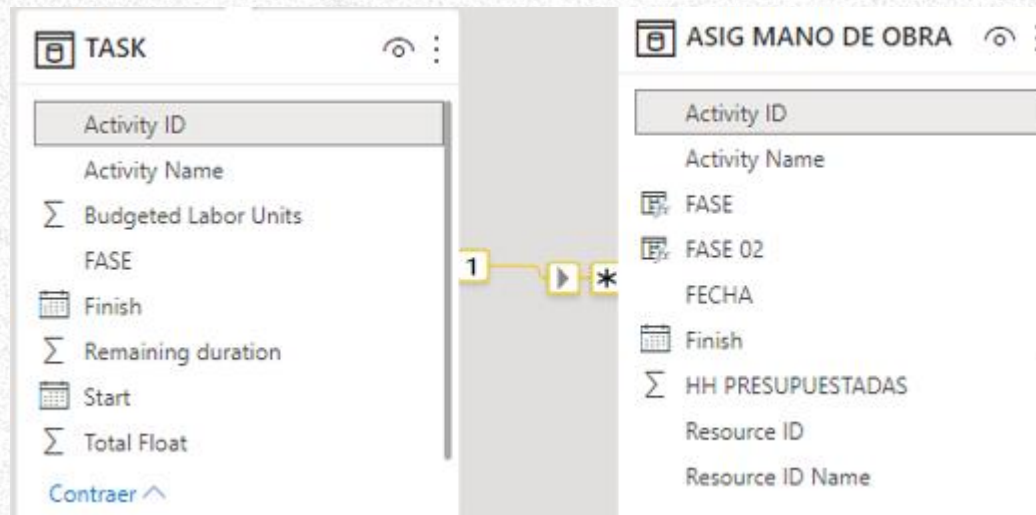 TASK
Activity ID
Activity Name
Budgeted Labor Units
FASE
Finish
Remaining duration
Start
Total Float
Contraer
1
*
ASIG MANO DE OBRA
Activity ID
Activity Name
FASE
FASE 02
FECHA
Finish
HH PRESUPUESTADAS
Resource ID
Resource ID Name